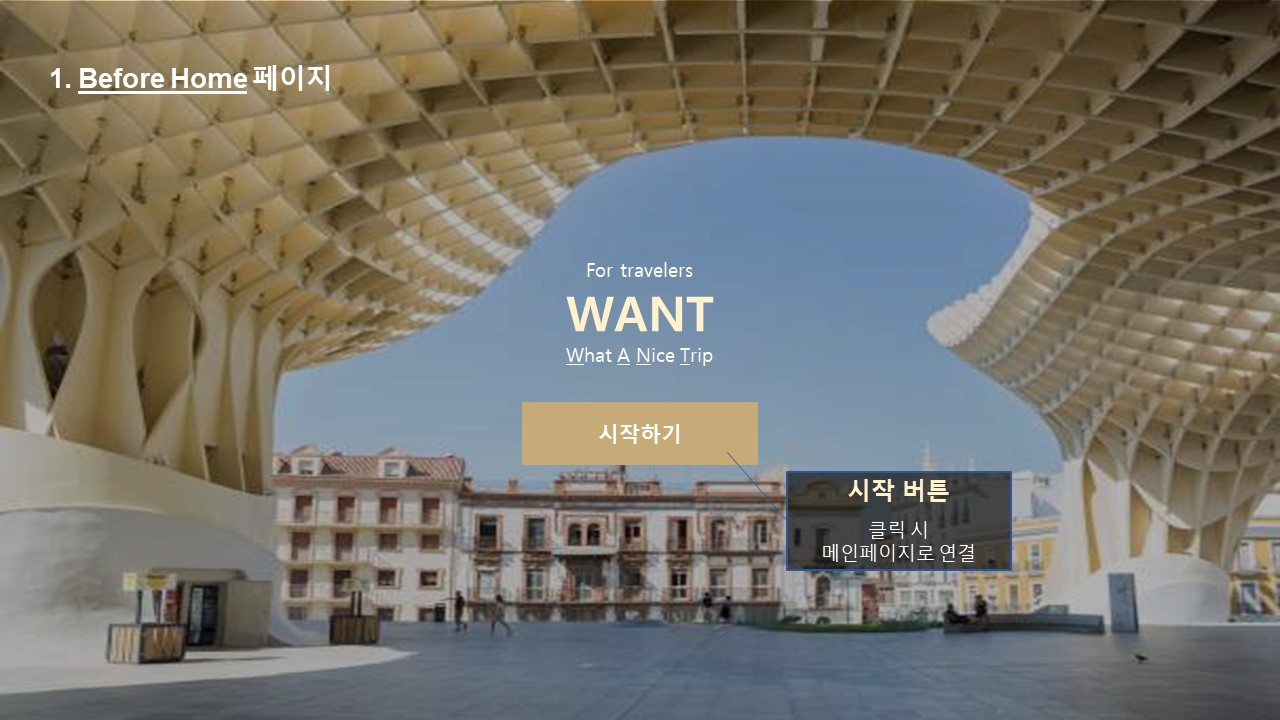 1. Before Home 페이지
For travelers
WANT
What A Nice Trip
시작하기
시작 버튼
클릭 시
메인페이지로 연결